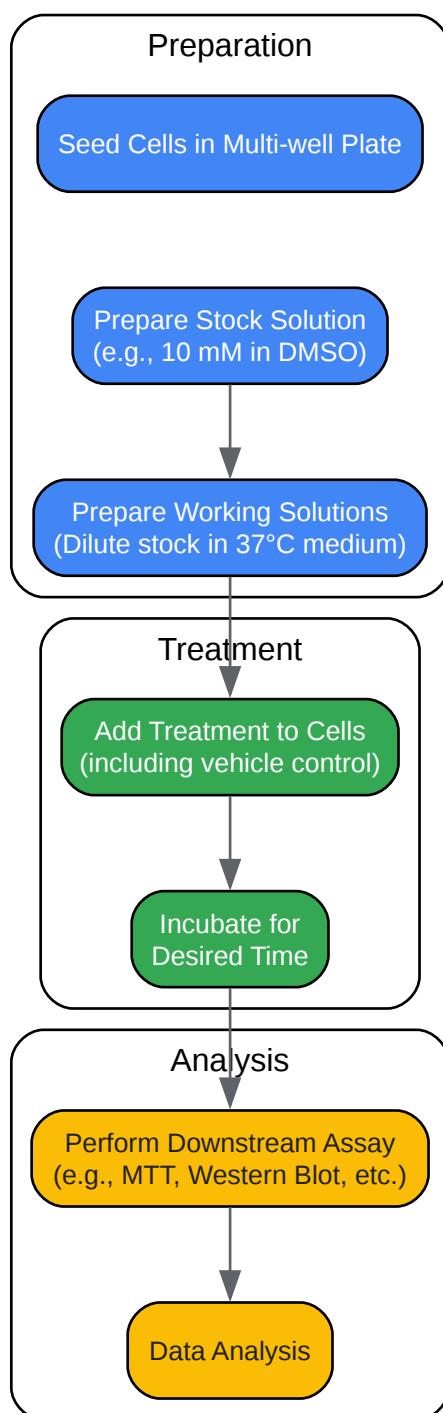 Preparation
Seed Cells in Multi-well Plate
Prepare Stock Solution
(e.g., 10 mM in DMSO)
Prepare Working Solutions
(Dilute stock in 37°C medium)
Treatment
Add Treatment to Cells
(including vehicle control)
Incubate for
Desired Time
Analysis
Perform Downstream Assay
(e.g., MTT, Western Blot, etc.)
Data Analysis